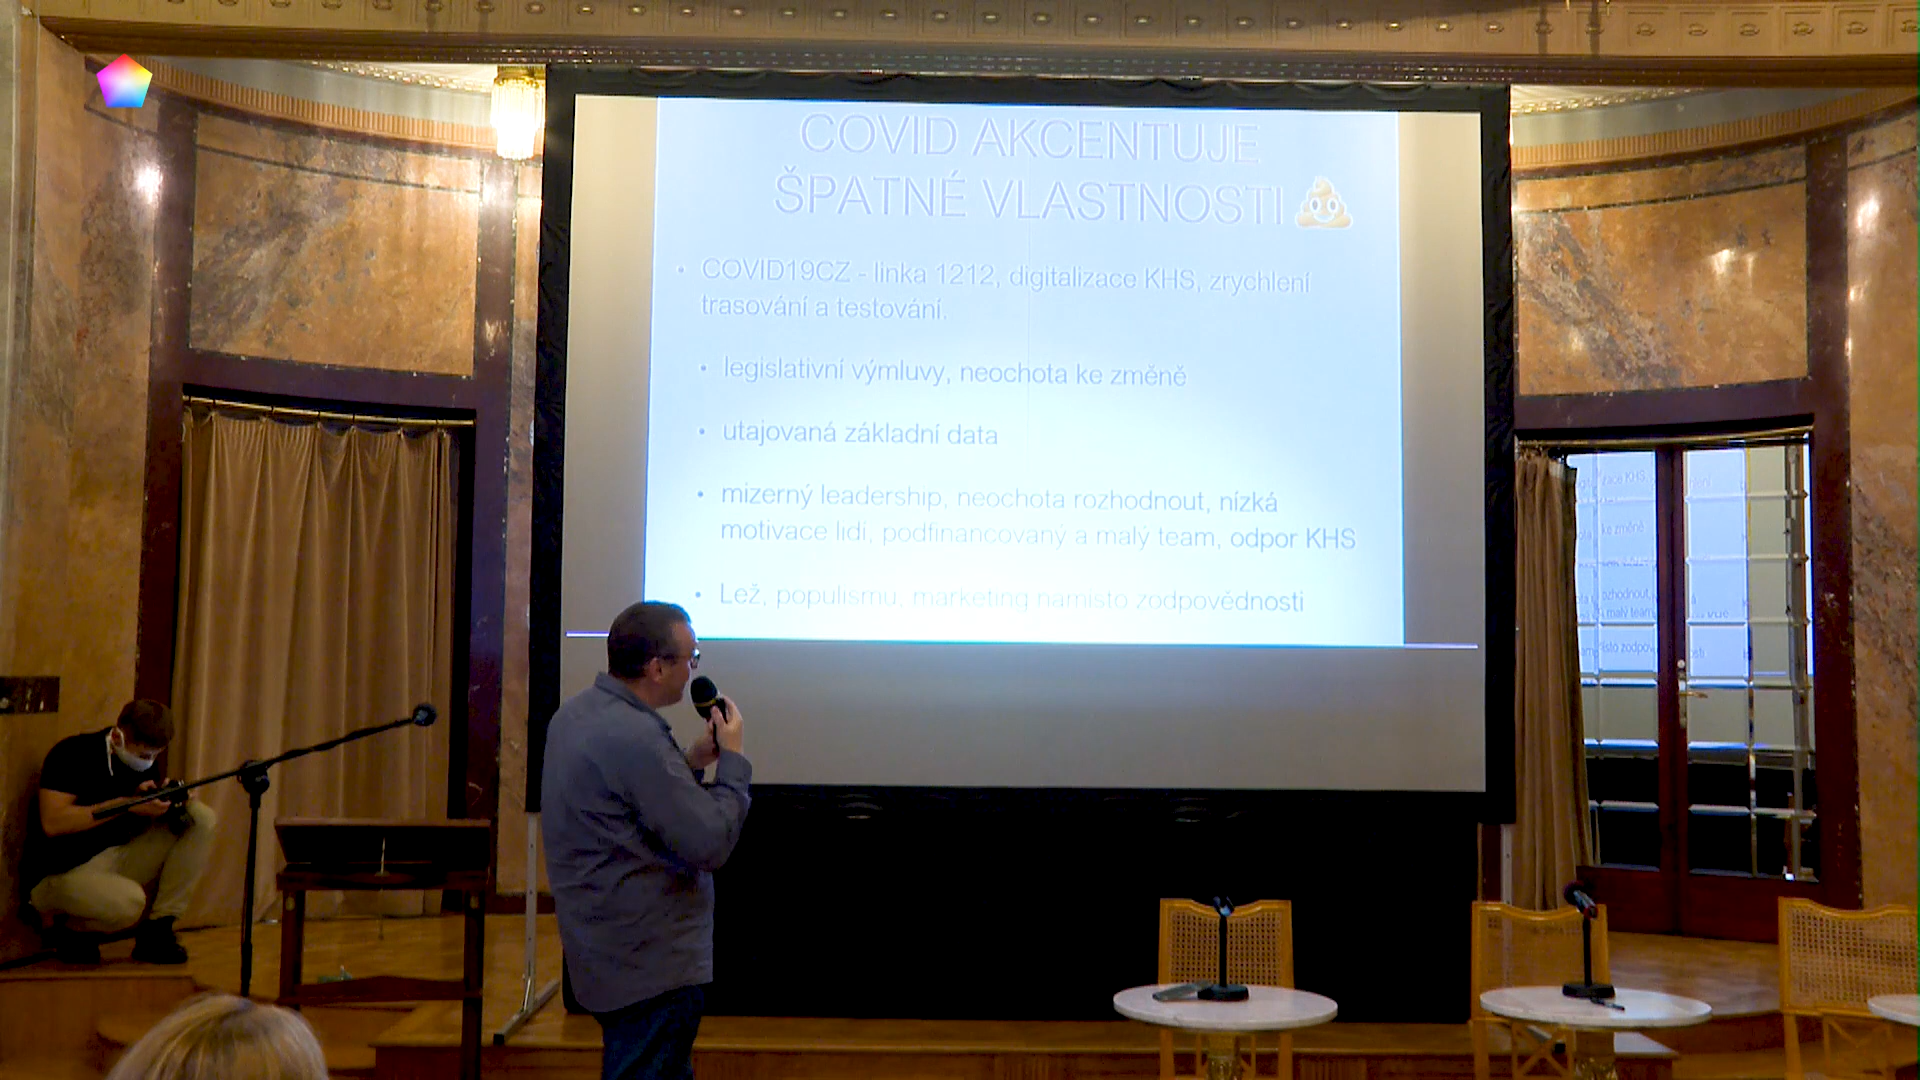 COVID AKCENTUJE
ŠPATNÉ VLASTNOSTI 💩
• COVID19CZ - linka 1212, digitalizace KHS, zrychlení
trasování a testování.
• legislativní výmluvy, neochota ke změně
• utajovaná základní data
• mizerný leadership, neochota rozhodnout, nízká
motivace lidí, podfinancovaný a malý team, odpor KHS
• Lež, populismu, marketing namísto zodpovědnosti